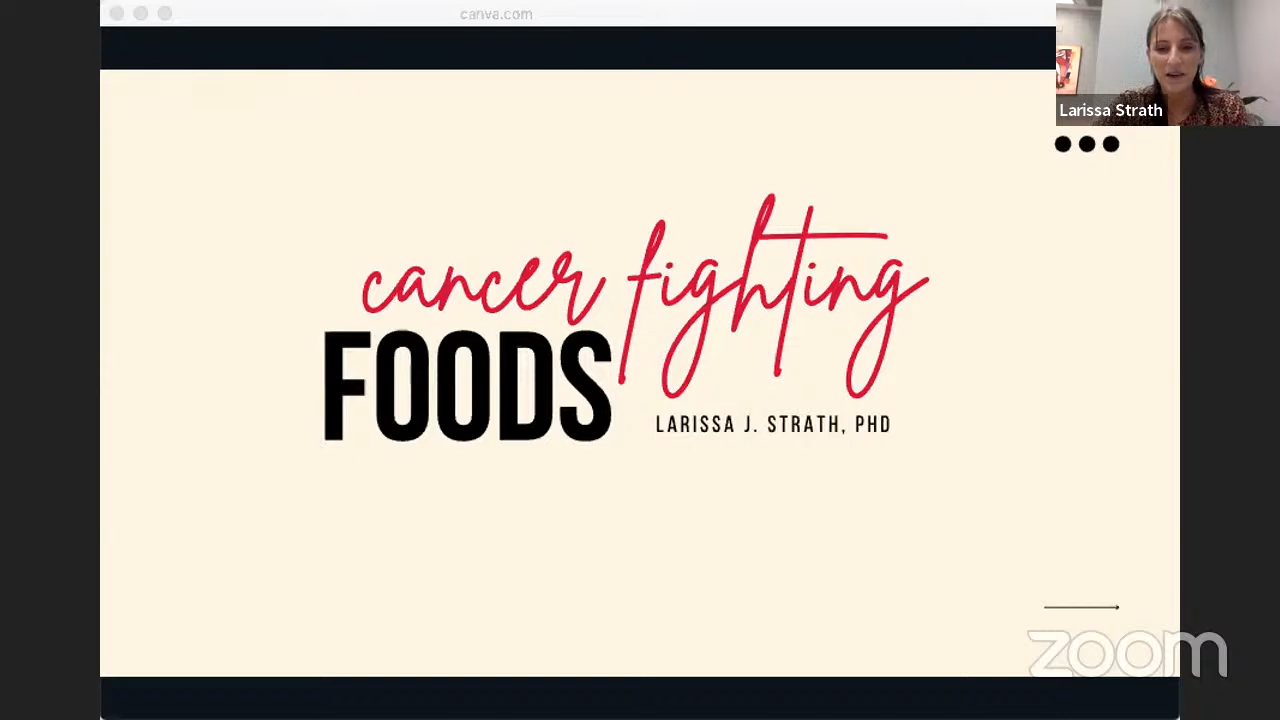 canva.com
Larissa Strath
cancer fighting
FOODS
LARISSA J. STRATH, PHD
zoom